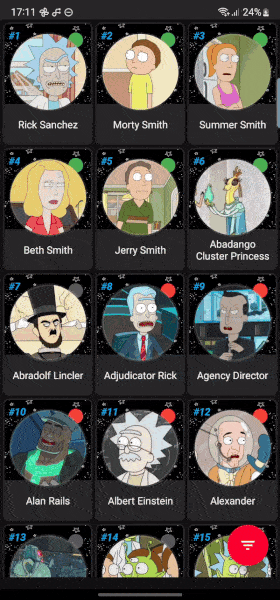 17:11 24%
#1 #2 #3
Rick Sanchez Morty Smith Summer Smith
#4 #5 #6
Beth Smith Jerry Smith Abadango
Cluster Princess
#7 #8 #9
Abradolf Lincler Adjudicator Rick Agency Director
#10 #11 #12
Alan Rails Albert Einstein Alexander
#13 #14 #15